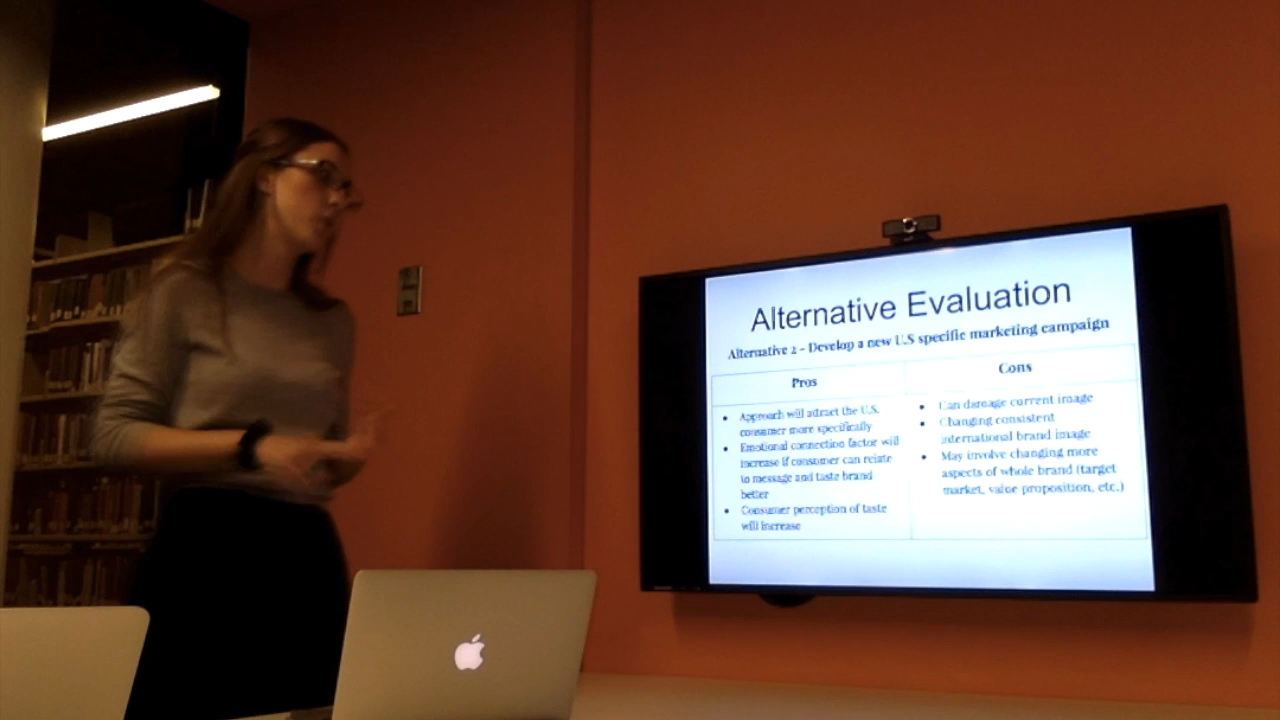 Alternative Evaluation
Alternative 2 - Develop a new U.S specific marketing campaign
Pros
Cons
• Approach will attract the U.S.
consumer more specifically
• Emotional connection factor will
increase if consumer can relate
to message and taste brand
better
• Consumer perception of taste
will increase
• Can damage current image
• Changing consistent
international brand image
• May involve changing more
aspects of whole brand (target
market, value proposition, etc.)